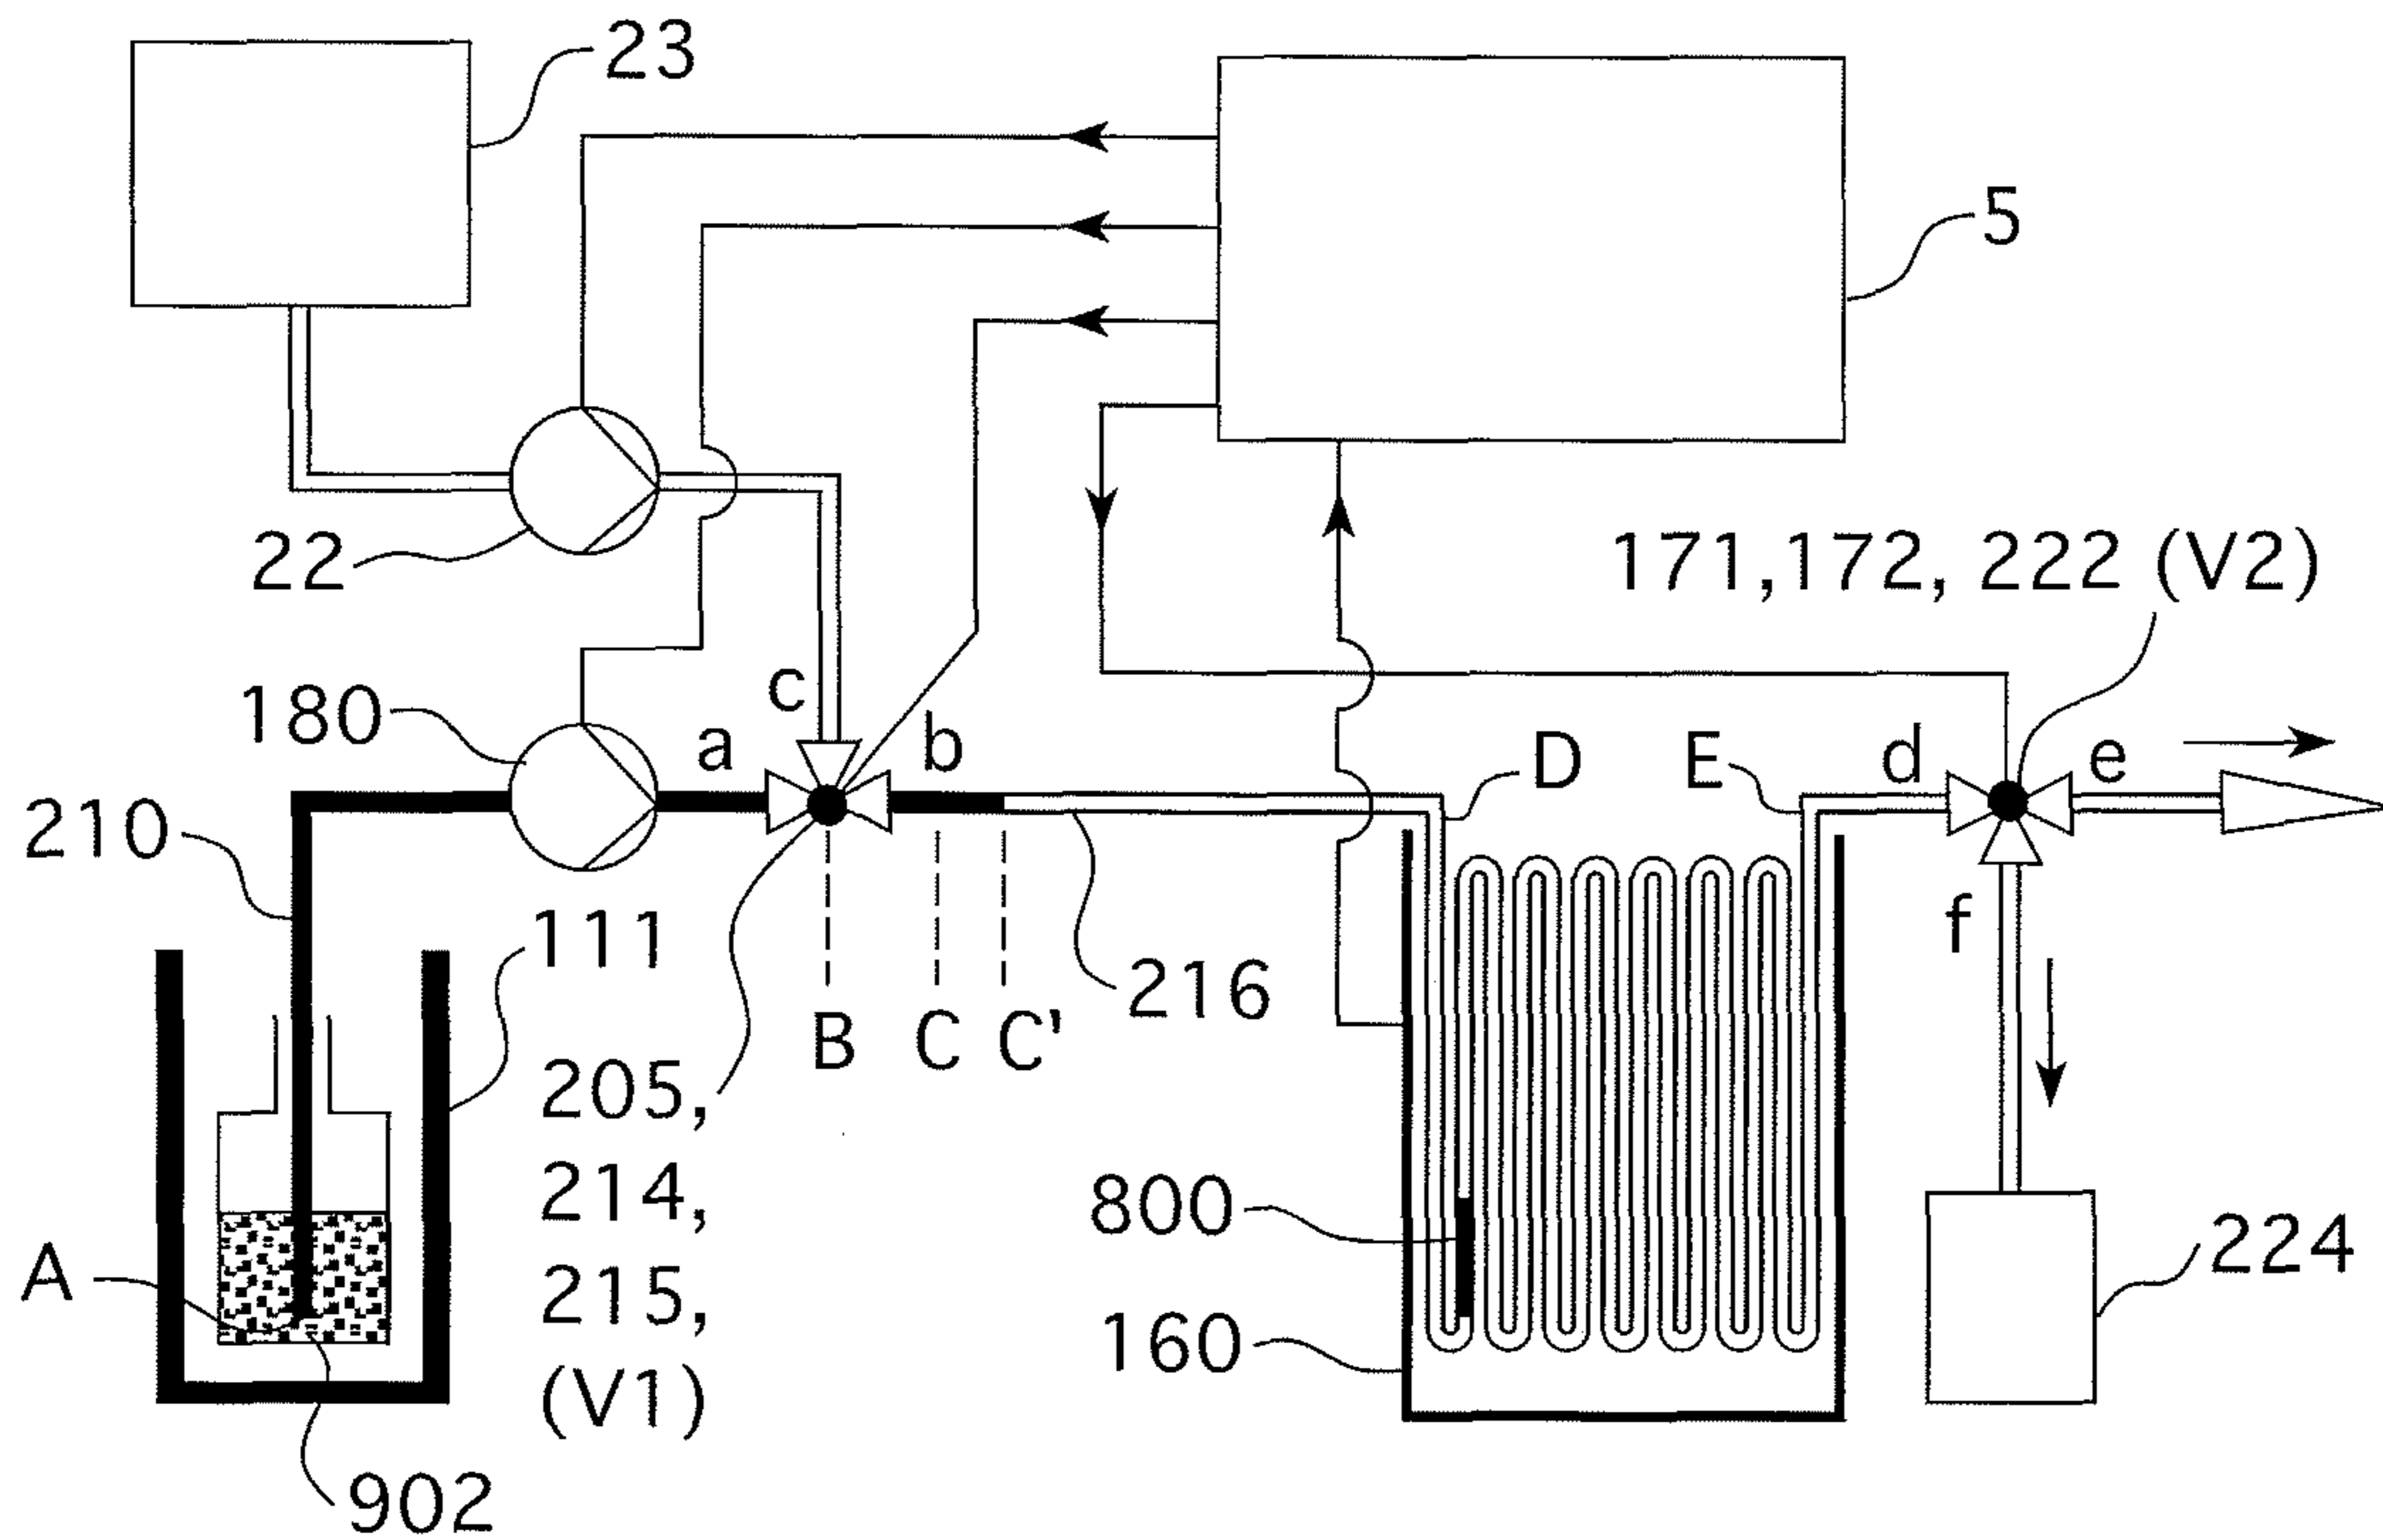 23
5
22
171,172, 222 (V2)
c
180
a
b
D
E
d
e
210
111
f
216
B
C
C'
205,
214,
215,
(V1)
800
A
224
160
902